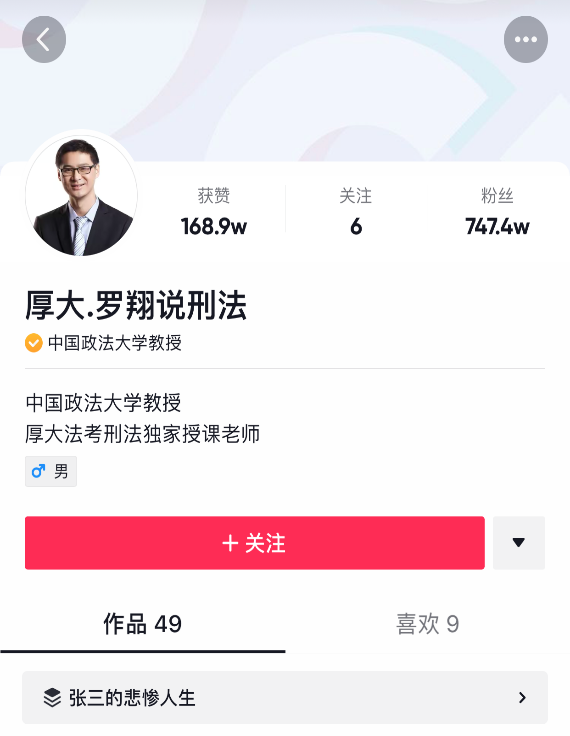 获赞 关注 粉丝
168.9w 6 747.4w
厚大.罗翔说刑法
中国政法大学教授
中国政法大学教授
厚大法考刑法独家授课老师
♂ 男
+ 关注
作品 49 喜欢 9
张三的悲惨人生